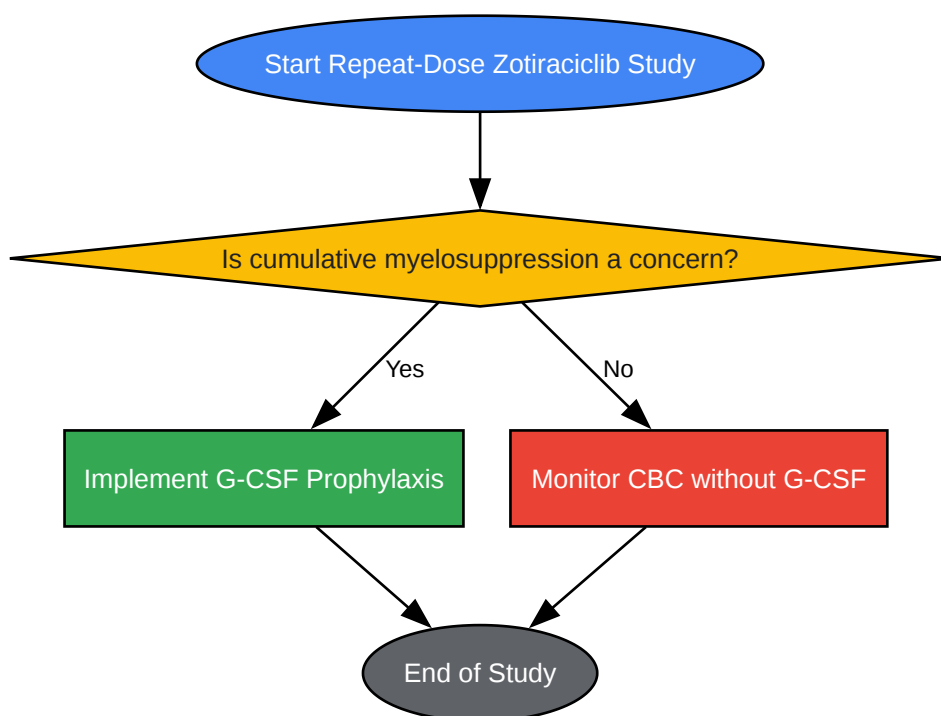 Start Repeat-Dose Zotiraciclib Study
Is cumulative myelosuppression a concern?
Yes
No
Implement G-CSF Prophylaxis
Monitor CBC without G-CSF
End of Study